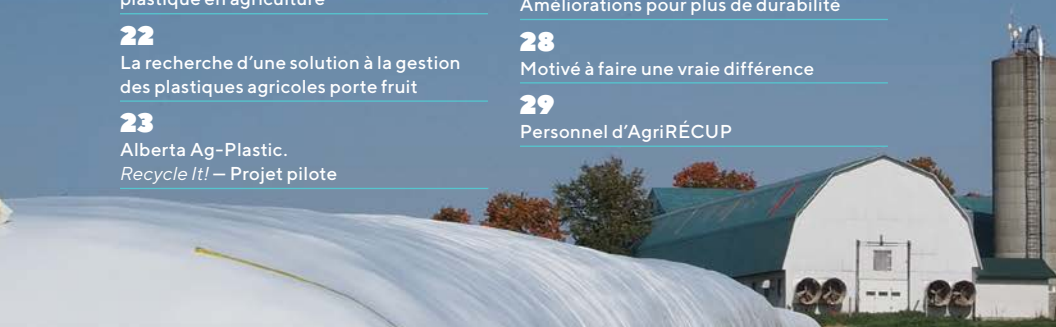 plastique en agriculture
22
La recherche d'une solution à la gestion
des plastiques agricoles porte fruit
23
Alberta Ag-Plastic.
Recycle It! — Projet pilote
Améliorations pour plus de durabilité
28
Motivé à faire une vraie différence
29
Personnel d'AgriRÉCUP